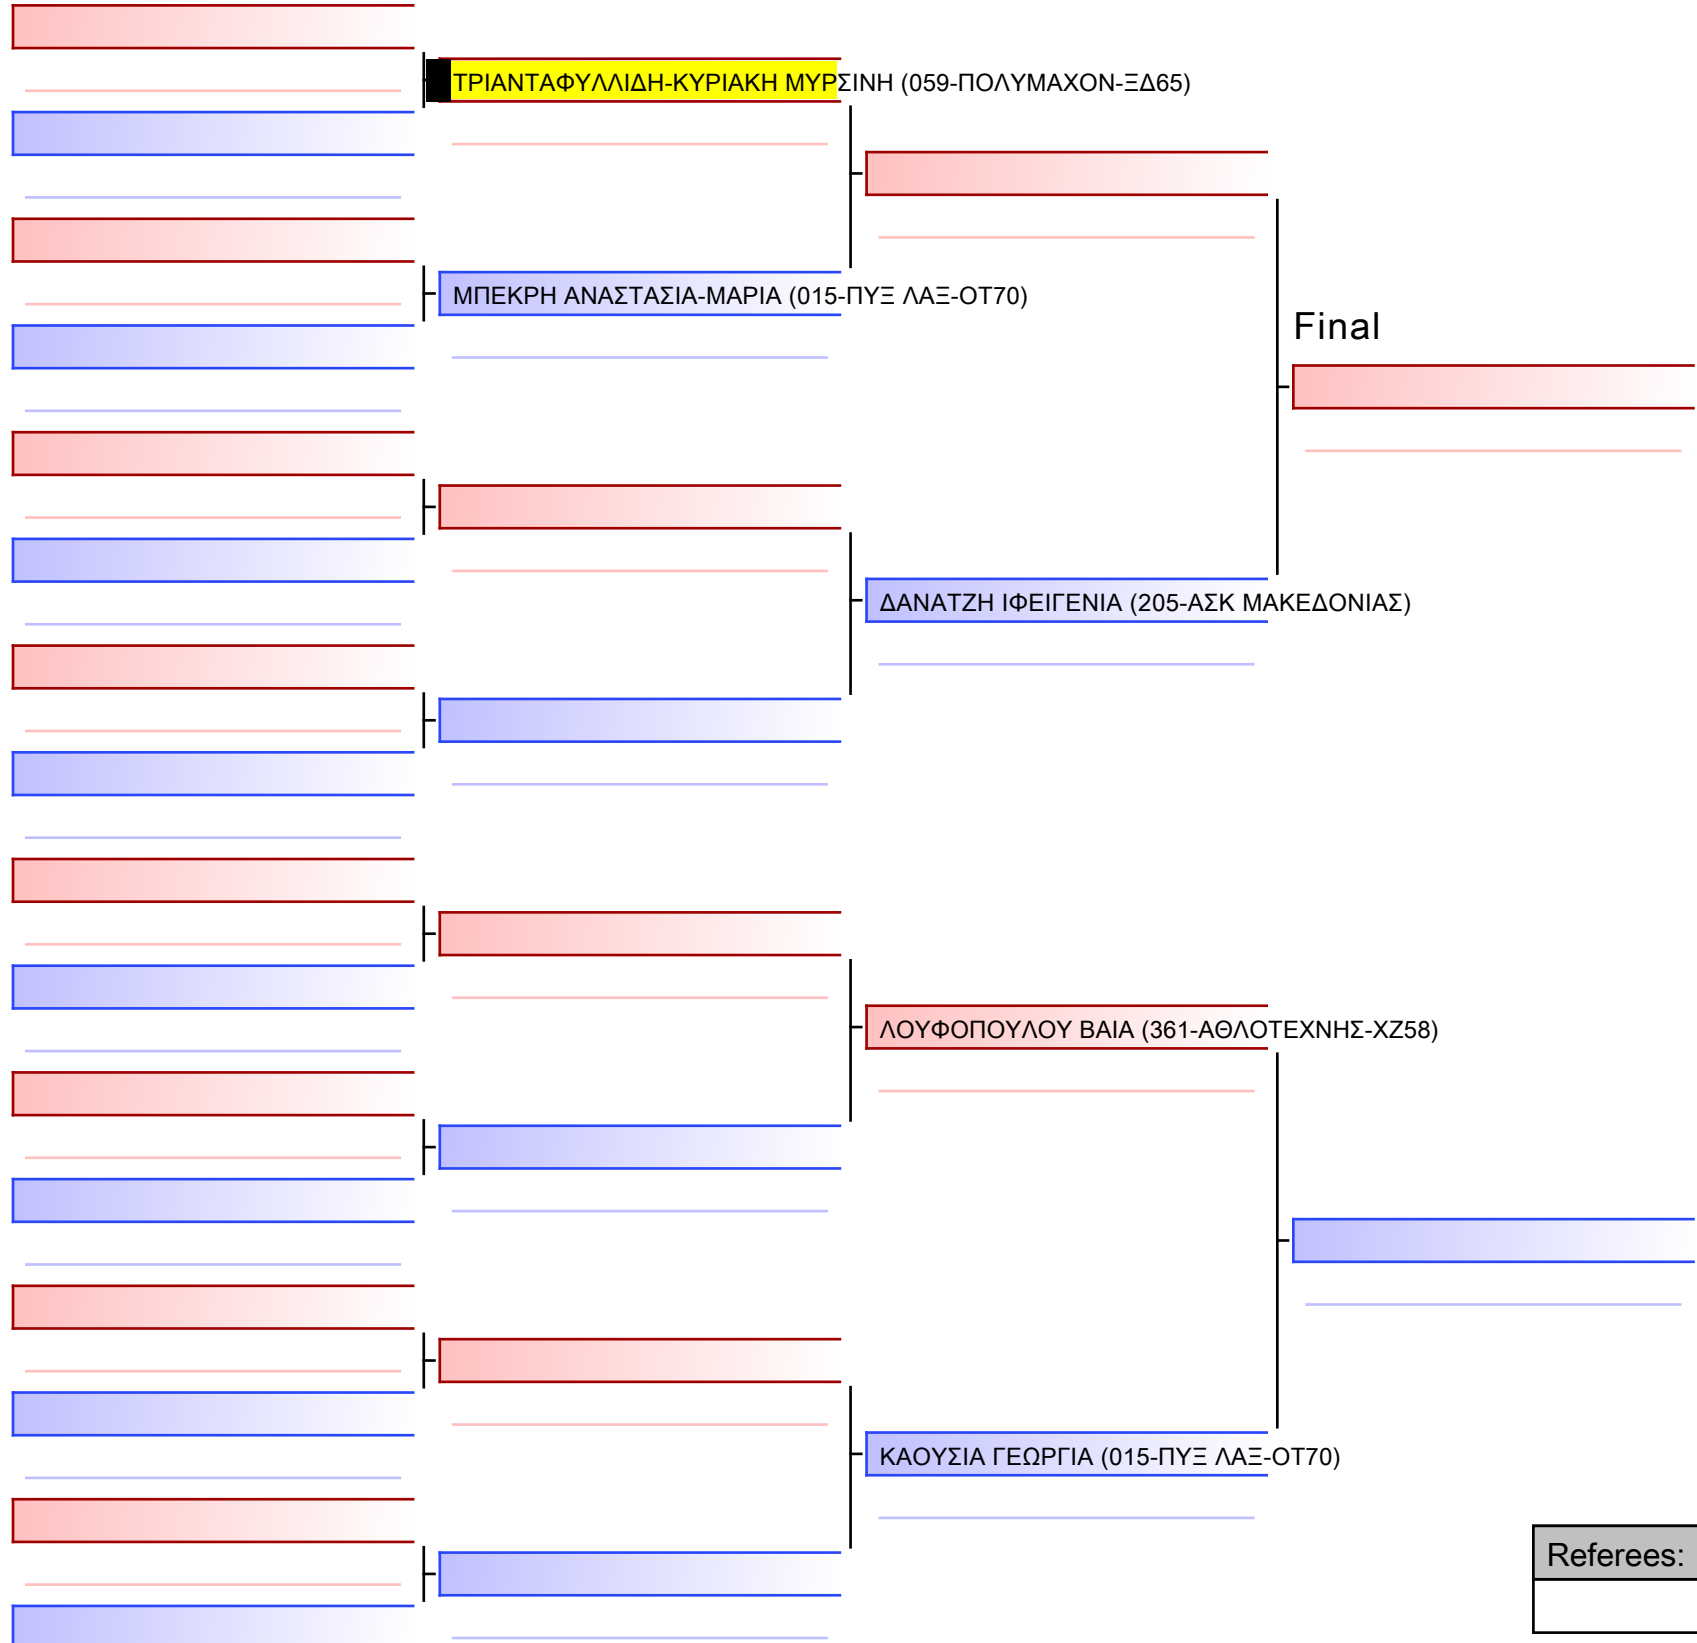 ΤΡΙΑΝΤΑΦΥΛΛΙΔΗ-ΚΥΡΙΑΚΗ ΜΥΡΣΙΝΗ (059-ΠΟΛΥΜΑΧΟΝ-ΞΔ65)
ΜΠΕΚΡΗ ΑΝΑΣΤΑΣΙΑ-ΜΑΡΙΑ (015-ΠΥΞ ΛΑΞ-ΟΤ70)
Final
ΔΑΝΑΤΖΗ ΙΦΕΙΓΕΝΙΑ (205-ΑΣΚ ΜΑΚΕΔΟΝΙΑΣ)
ΛΟΥΦΟΠΟΥΛΟΥ ΒΑΙΑ (361-ΑΘΛΟΤΕΧΝΗΣ-ΧΖ58)
ΚΑΟΥΣΙΑ ΓΕΩΡΓΙΑ (015-ΠΥΞ ΛΑΞ-ΟΤ70)
Referees: